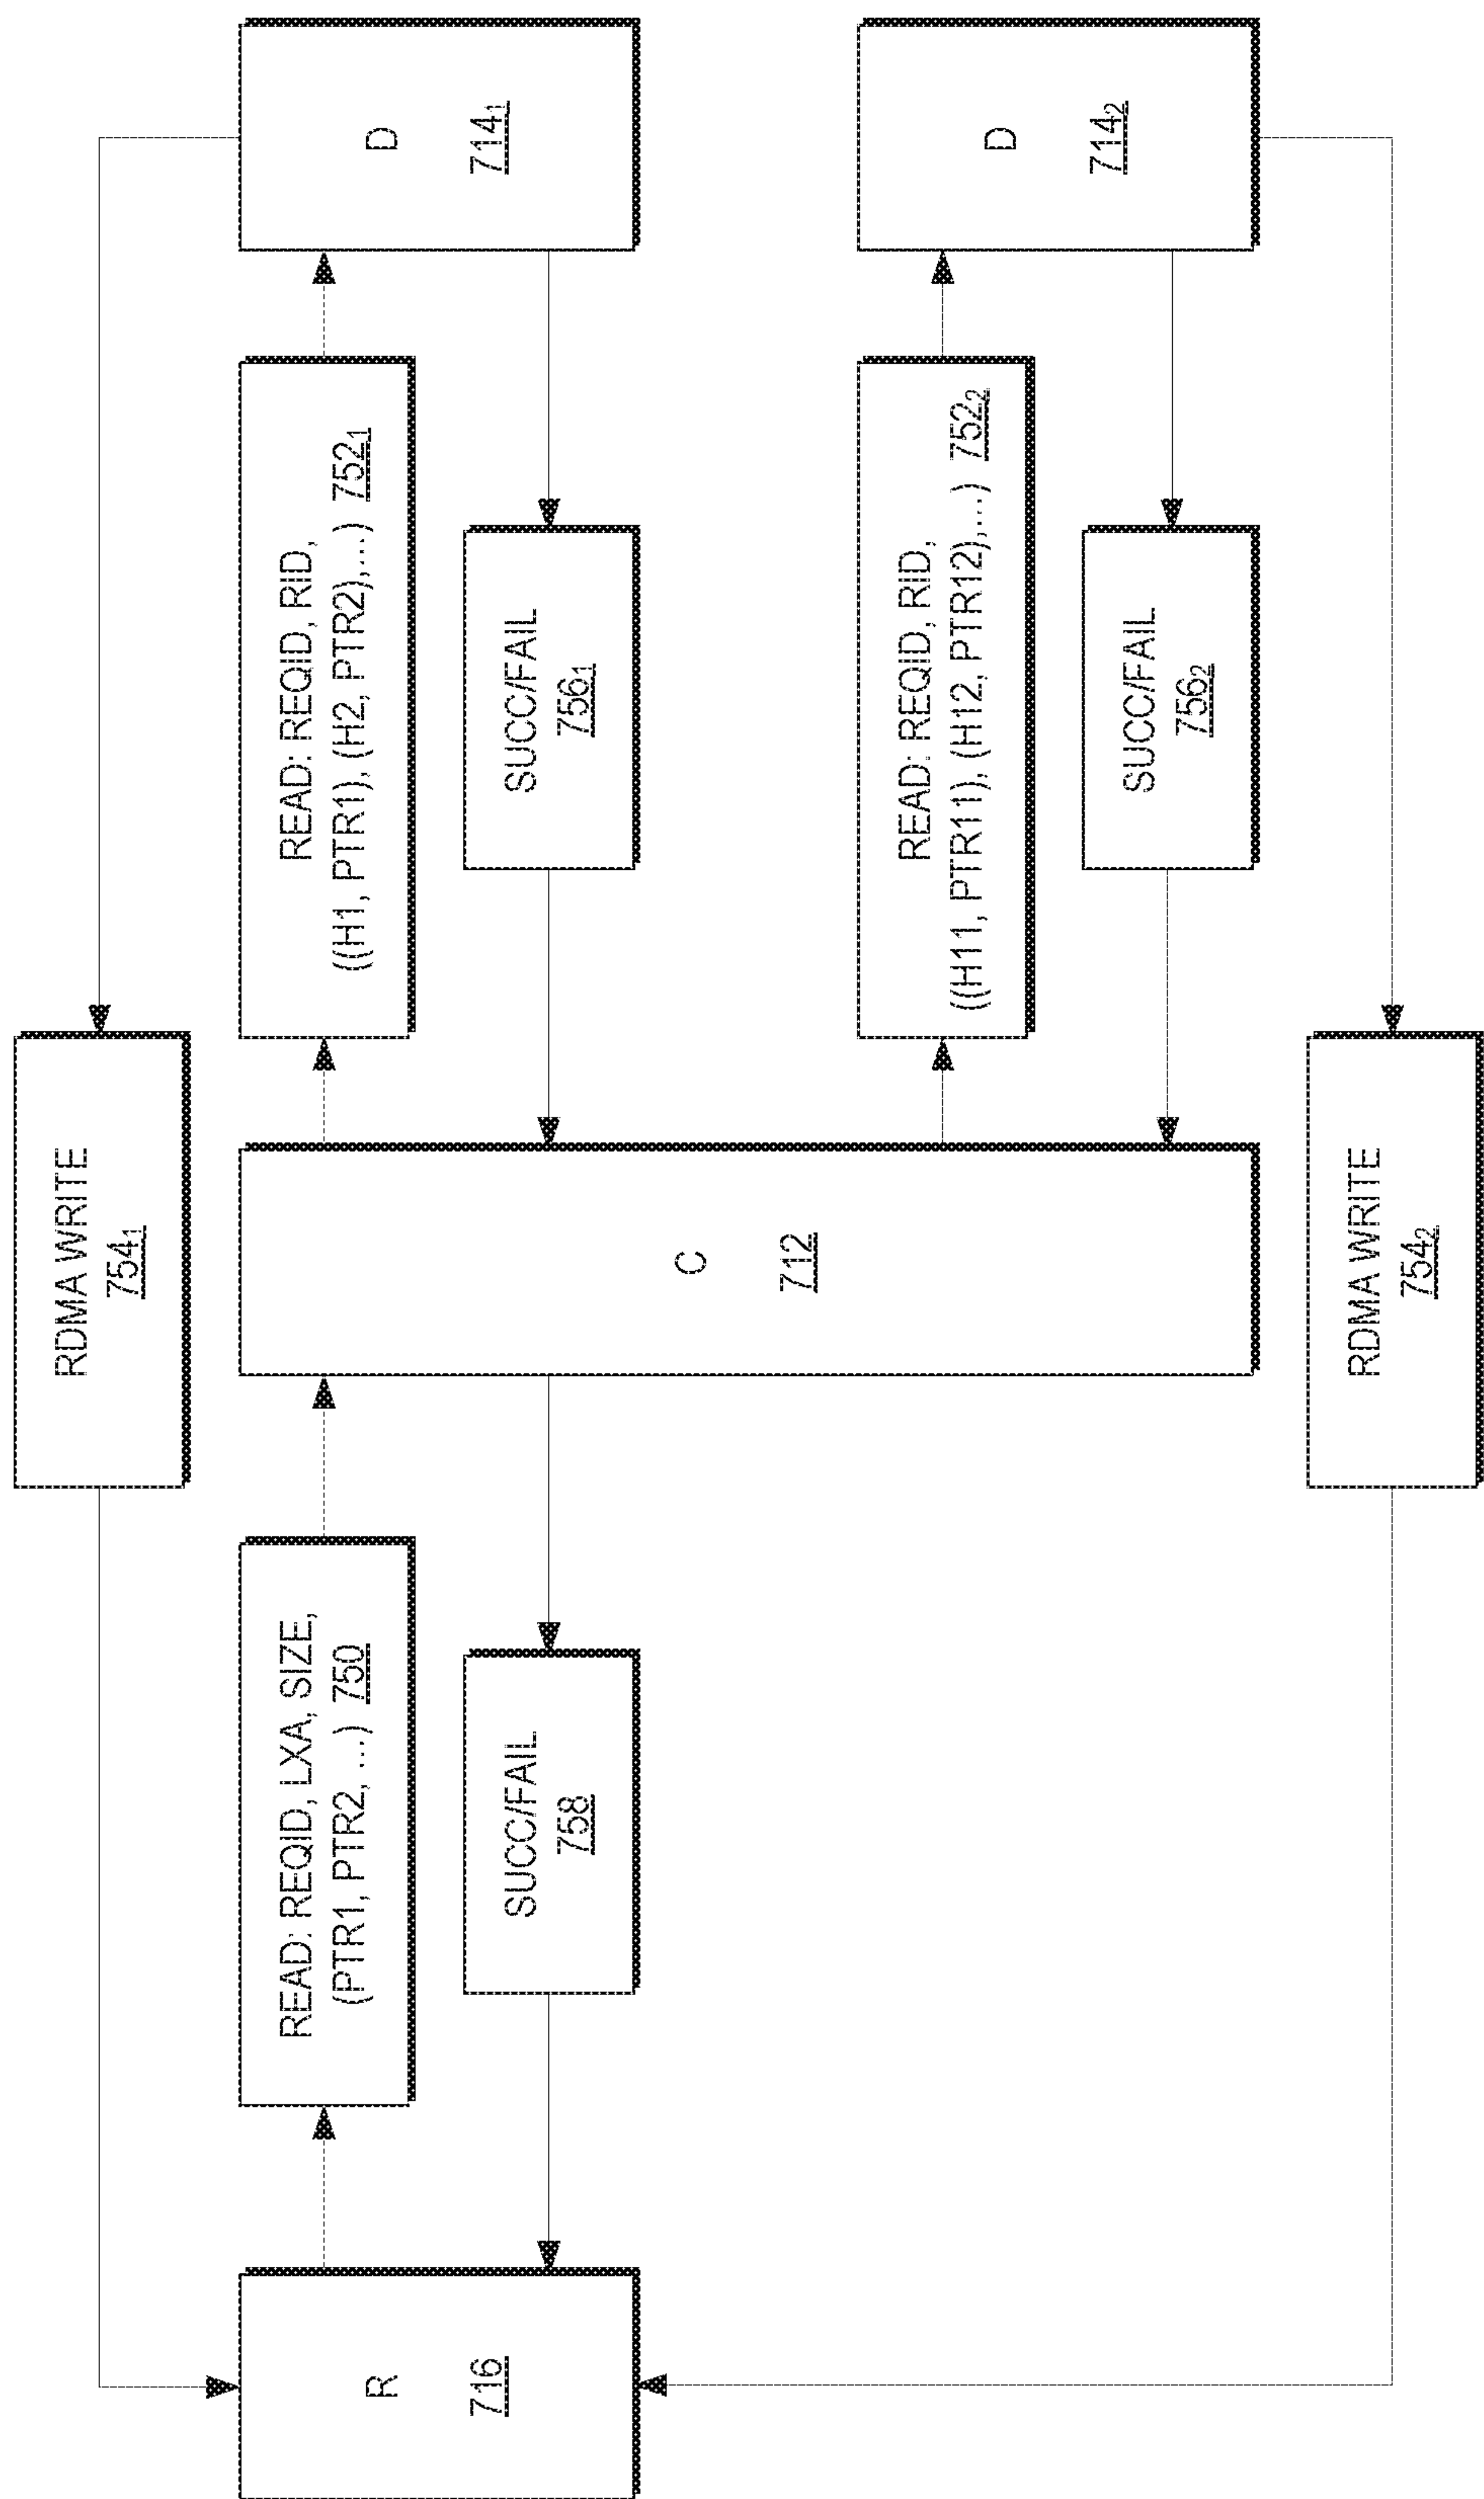 RDMA WRITE
754₁
R
716
READ: REQID, LXA, SIZE,
(PTR1, PTR2, …) 750
SUCC/FAIL
758
C
712
READ: REQID, RID,
((H1, PTR1), (H2, PTR2),…) 752₁
SUCC/FAIL
756₁
D
714₁
READ: REQID, RID,
((H11, PTR11), (H12, PTR12),…) 752₂
SUCC/FAIL
756₂
D
714₂
RDMA WRITE
754₂